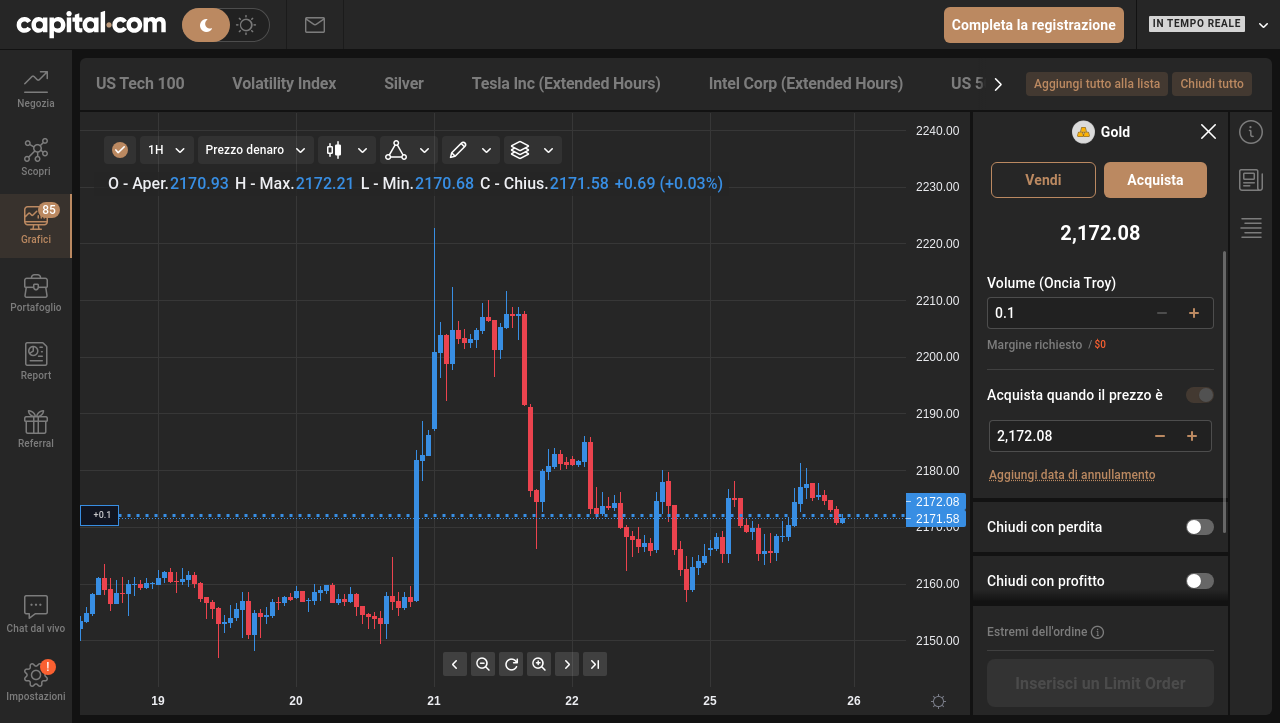 capital.com
Completa la registrazione
IN TEMPO REALE
Negozia
Scopri
85
Grafici
Portafoglio
Report
Referral
Chat dal vivo
!
Impostazioni
US Tech 100 Volatility Index Silver Tesla Inc (Extended Hours) Intel Corp (Extended Hours) US 5
Aggiungi tutto alla lista Chiudi tutto
1H Prezzo denaro
O - Aper.2170.93 H - Max.2172.21 L - Min.2170.68 C - Chius.2171.58 +0.69 (+0.03%)
2240.00
2230.00
2220.00
2210.00
2200.00
2190.00
2180.00
2172.08
2171.58
2170.00
2160.00
2150.00
+0.1
19 20 21 22 25 26
Gold
Vendi Acquista
2,172.08
Volume (Oncia Troy)
0.1
Margine richiesto / $0
Acquista quando il prezzo è
2,172.08
Aggiungi data di annullamento
Chiudi con perdita
Chiudi con profitto
Estremi dell'ordine
Inserisci un Limit Order